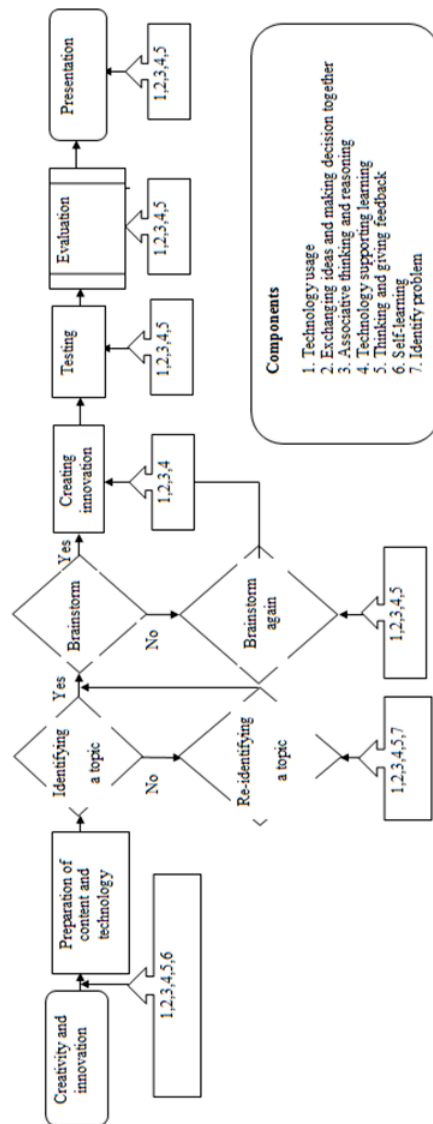 Creativity and
innovation
1,2,3,4,5,6
Preparation of
content and
technology
Identifying
a topic
Yes
No
Re-identifying
a topic
1,2,3,4,5,7
Brainstorm
Yes
No
Brainstorm
again
1,2,3,4,5
Creating
innovation
1,2,3,4
Testing
1,2,3,4,5
Evaluation
1,2,3,4,5
Presentation
1,2,3,4,5
Components
1. Technology usage
2. Exchanging ideas and making decision together
3. Associative thinking and reasoning
4. Technology supporting learning
5. Thinking and giving feedback
6. Self-learning
7. Identify problem